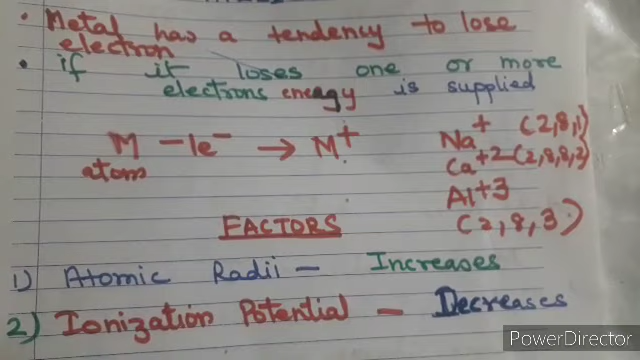 • Metal has a tendency to lose
electron
• if it loses one or more
electrons energy is supplied
M - 1e⁻ → M⁺ Na⁺ (2,8,1)
atom Ca⁺² (2,8,8,2)
Al⁺³
FACTORS (2,8,3)
1) Atomic Radii - Increases
2) Ionization Potential - Decreases
PowerDirector